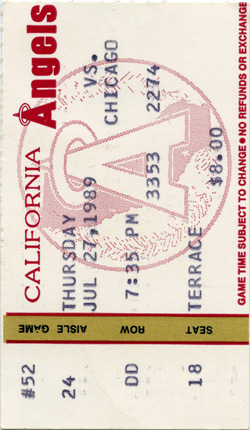 CALIFORNIA Angels
THURSDAY
JUL 27,1989 VS.
CHICAGO
7:35 PM
3353 2274
TERRACE $8.00
GAME TIME SUBJECT TO CHANGE • NO REFUNDS OR EXCHANGE
GAME AISLE ROW SEAT
#52 24 DD 18